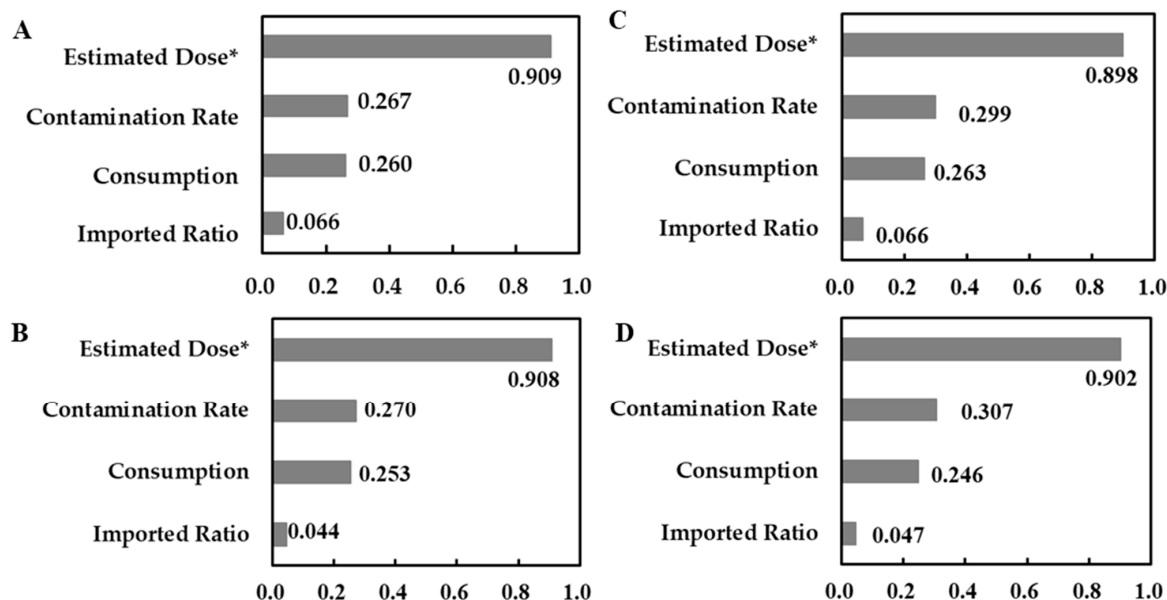 A
Estimated Dose*
0.909
Contamination Rate
0.267
Consumption
0.260
Imported Ratio
0.066
0.0 0.2 0.4 0.6 0.8 1.0
B
Estimated Dose*
0.908
Contamination Rate
0.270
Consumption
0.253
Imported Ratio
0.044
0.0 0.2 0.4 0.6 0.8 1.0
C
Estimated Dose*
0.898
Contamination Rate
0.299
Consumption
0.263
Imported Ratio
0.066
0.0 0.2 0.4 0.6 0.8 1.0
D
Estimated Dose*
0.902
Contamination Rate
0.307
Consumption
0.246
Imported Ratio
0.047
0.0 0.2 0.4 0.6 0.8 1.0